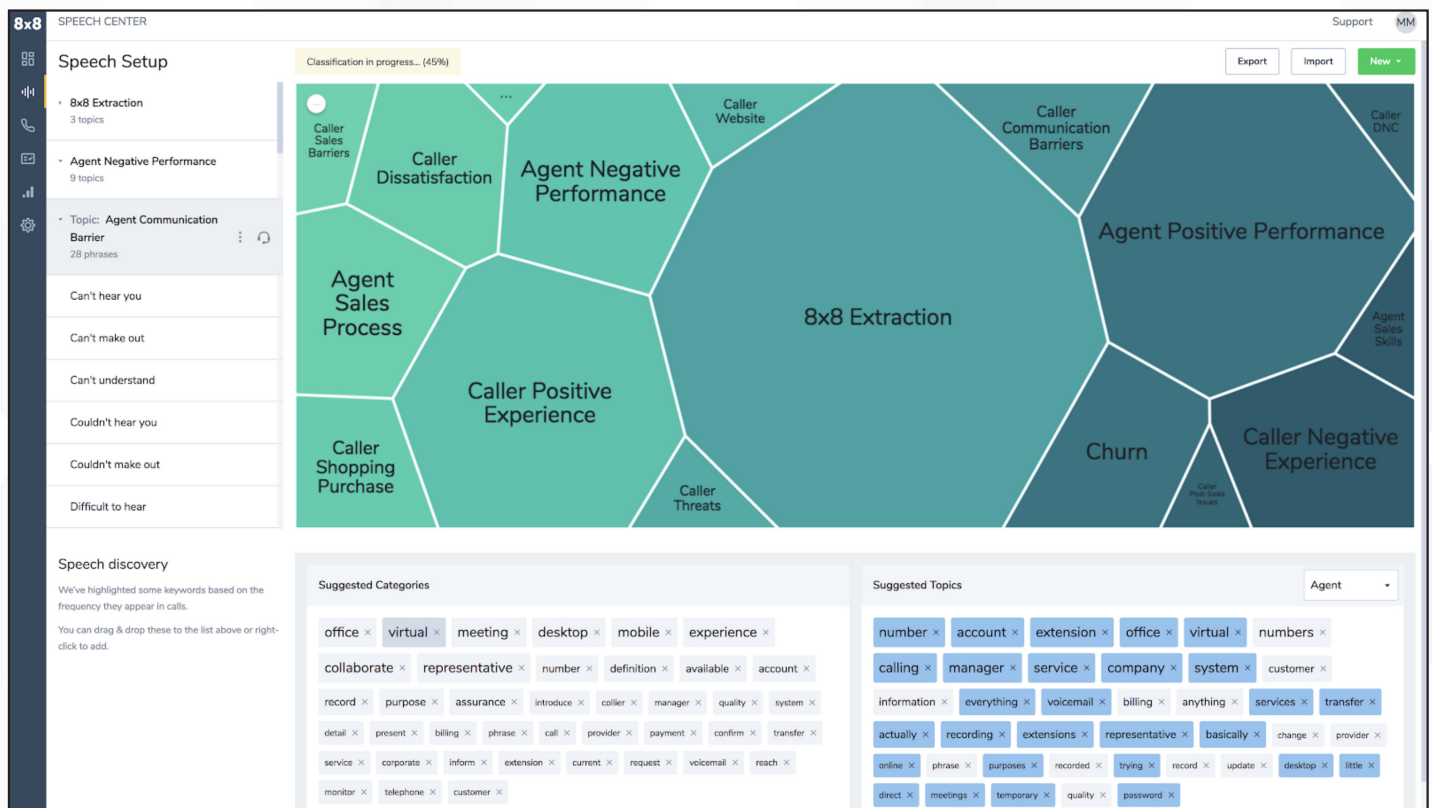 8x8 SPEECH CENTER Support MM
Speech Setup
8x8 Extraction
3 topics
Agent Negative Performance
9 topics
Topic: Agent Communication
Barrier
28 phrases
Can't hear you
Can't make out
Can't understand
Couldn't hear you
Couldn't make out
Difficult to hear
Speech discovery
We've highlighted some keywords based on the
frequency they appear in calls.
You can drag & drop these to the list above or right-
click to add.
Classification in progress... (45%)
Export Import New
Caller
Sales
Barriers
...
Caller
Dissatisfaction
Agent Negative
Performance
Caller
Website
Caller
Communication
Barriers
Caller
DNC
Agent Positive Performance
Agent
Sales
Process
8x8 Extraction
Agent
Sales
Skills
Caller Positive
Experience
Caller
Shopping
Purchase
Caller
Threats
Churn
Caller
Post-Sales
Issues
Caller Negative
Experience
Suggested Categories
office × virtual × meeting × desktop × mobile × experience ×
collaborate × representative × number × definition × available × account ×
record × purpose × assurance × introduce × collier × manager × quality × system ×
detail × present × billing × phrase × call × provider × payment × confirm × transfer ×
service × corporate × inform × extension × current × request × voicemail × reach ×
monitor × telephone × customer ×
Suggested Topics Agent
number × account × extension × office × virtual × numbers ×
calling × manager × service × company × system × customer ×
information × everything × voicemail × billing × anything × services × transfer ×
actually × recording × extensions × representative × basically × change × provider ×
online × phrase × purposes × recorded × trying × record × update × desktop × little ×
direct × meetings × temporary × quality × password ×